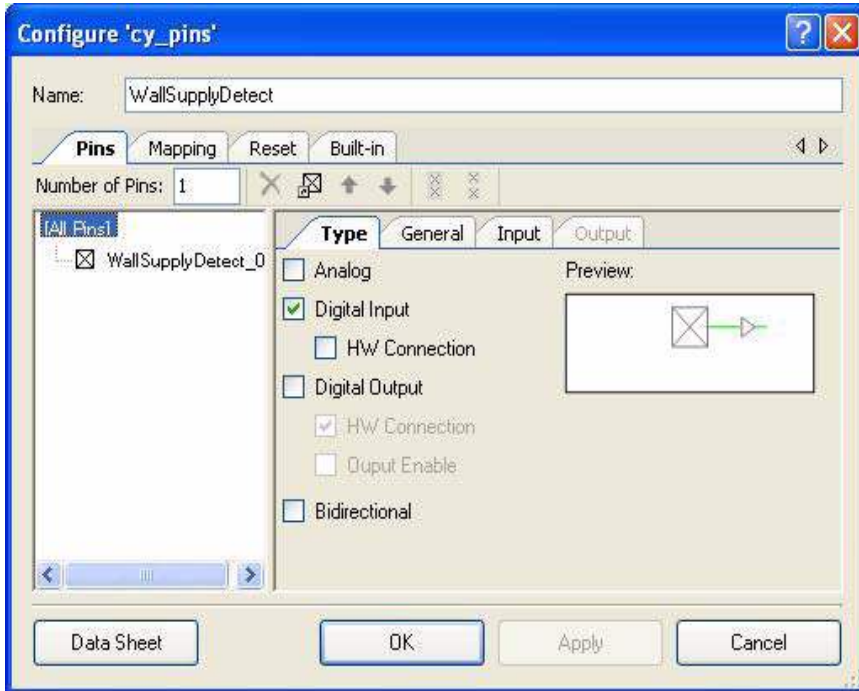 Configure 'cy_pins'
Name: WallSupplyDetect
Pins Mapping Reset Built-in
Number of Pins: 1
[All Pins]
WallSupplyDetect_0
Type General Input Output
Analog
Preview:
Digital Input
HW Connection
Digital Output
HW Connection
Ouput Enable
Bidirectional
Data Sheet OK Apply Cancel